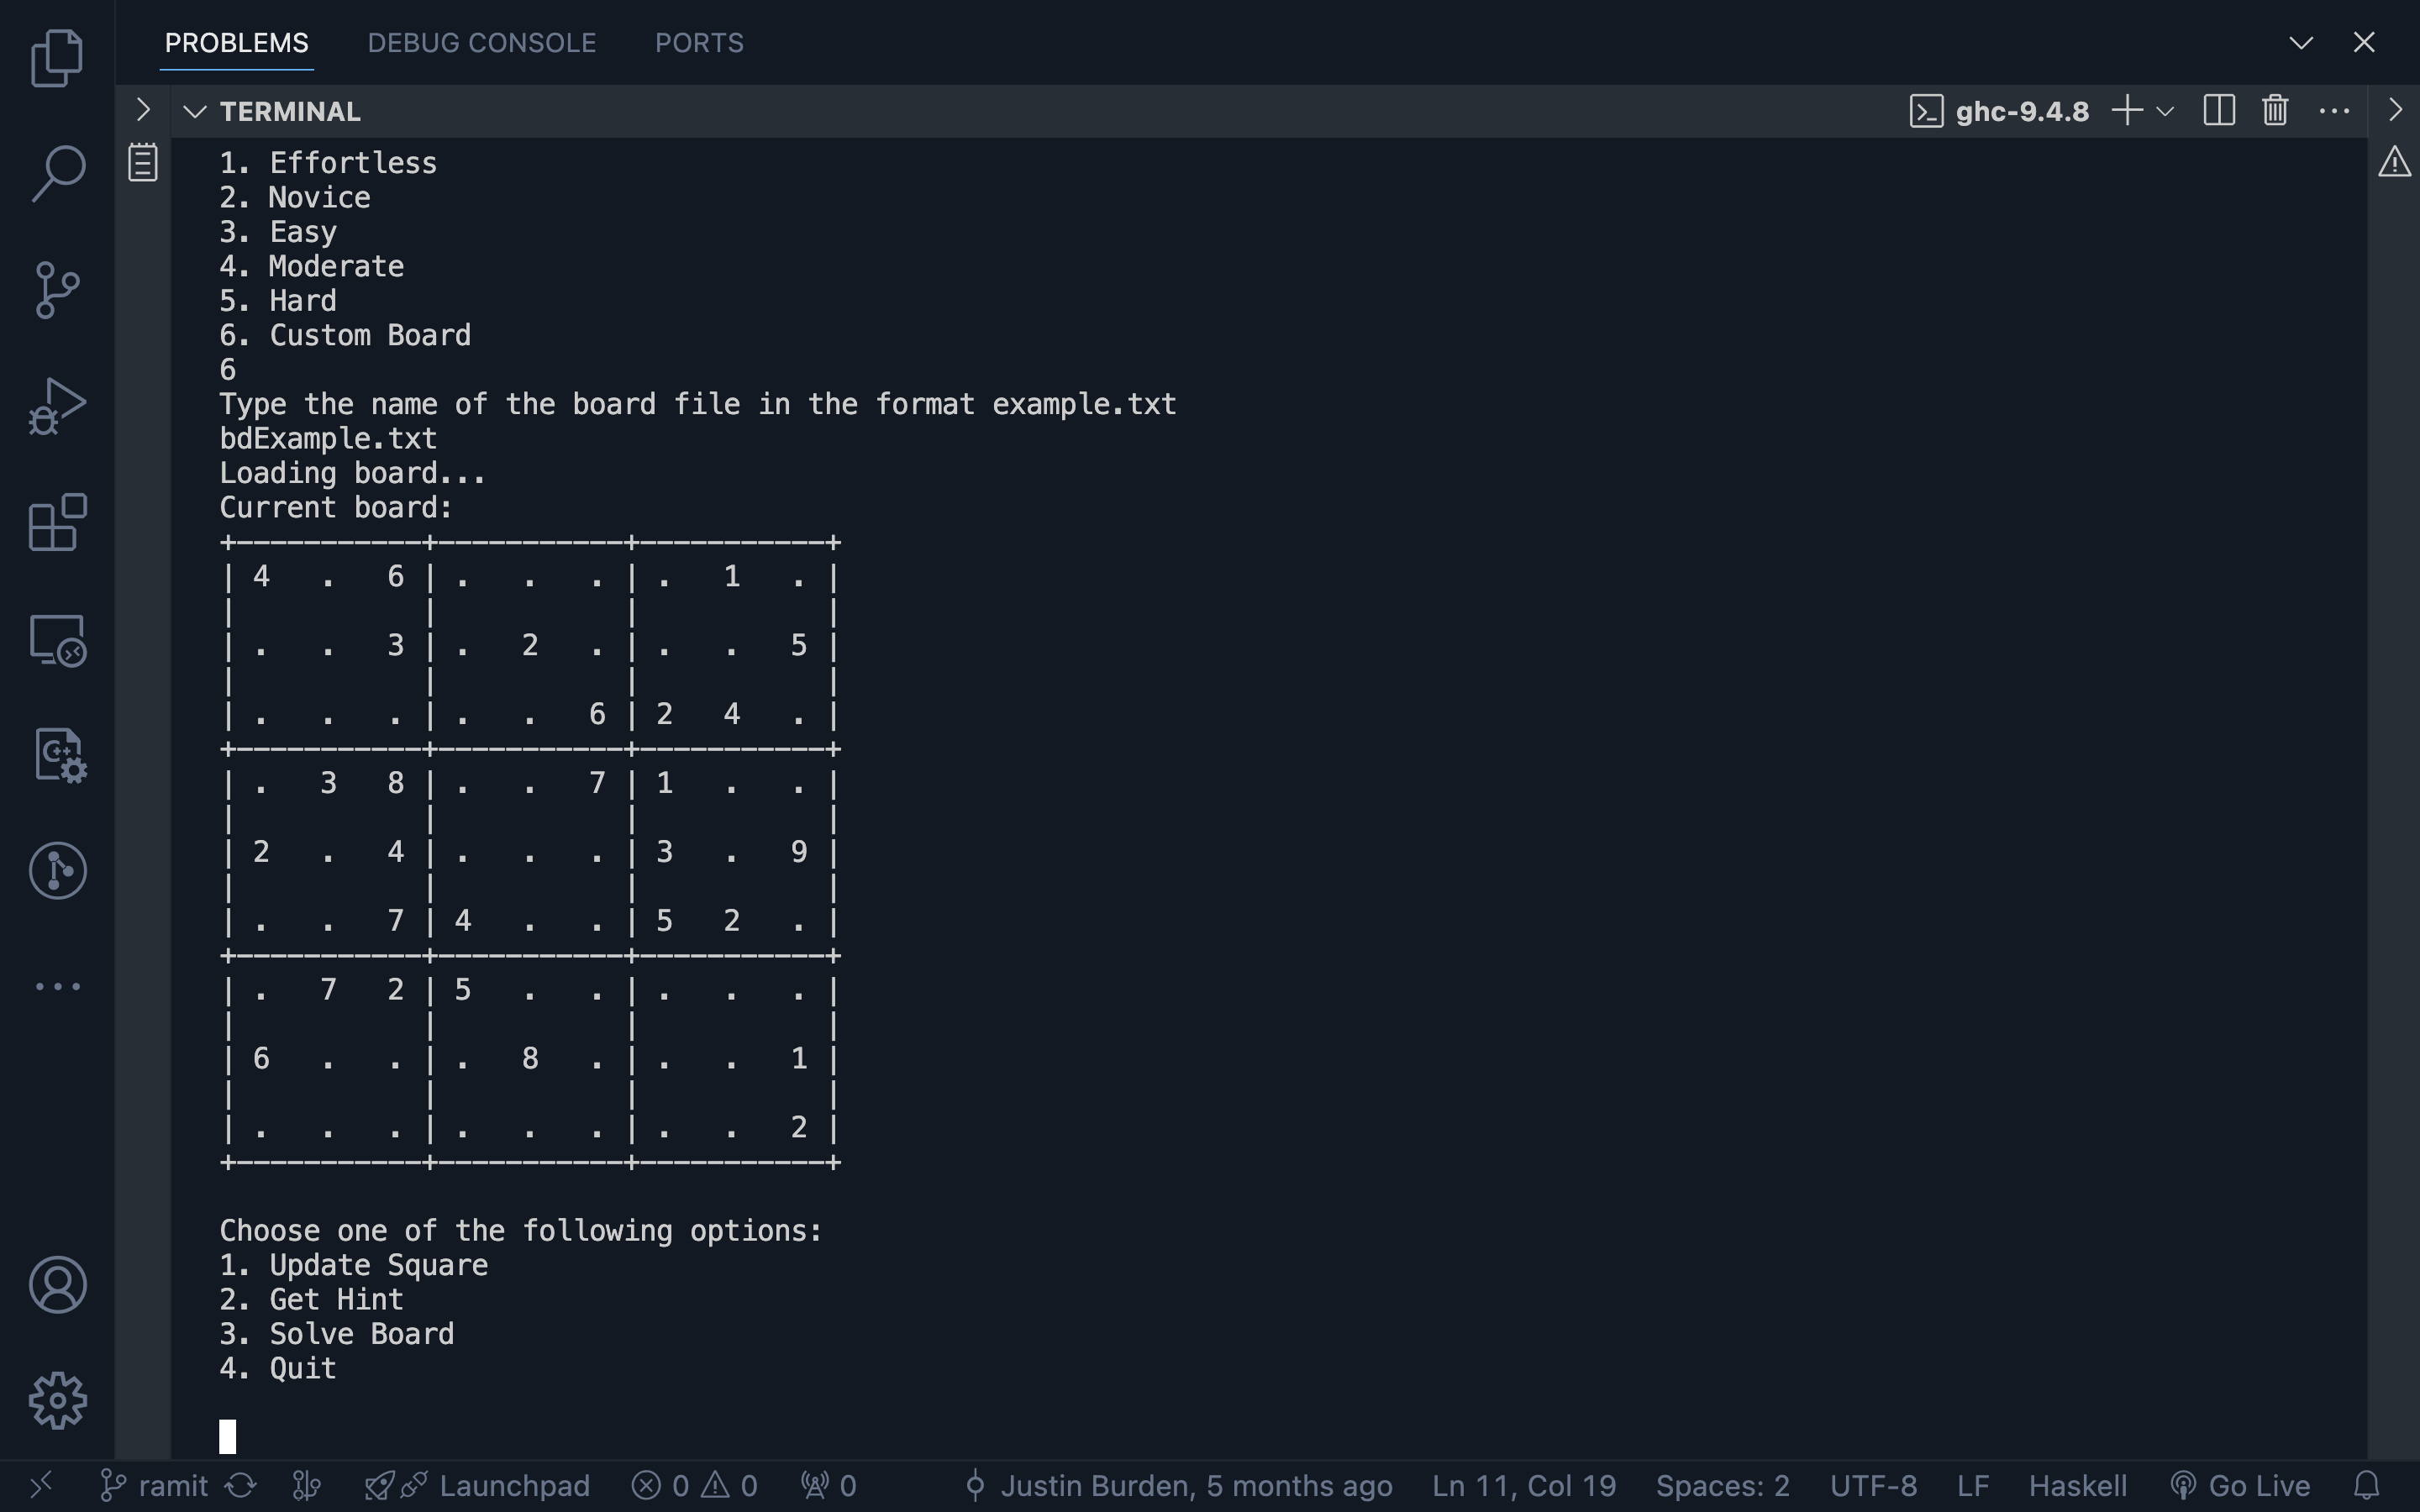 PROBLEMS DEBUG CONSOLE PORTS
TERMINAL ghc-9.4.8
1. Effortless
2. Novice
3. Easy
4. Moderate
5. Hard
6. Custom Board
6
Type the name of the board file in the format example.txt
bdExample.txt
Loading board...
Current board:
+-----------+-----------+-----------+
| 4   .   6 | .   .   . | .   1   . |
|           |           |           |
| .   .   3 | .   2   . | .   .   5 |
|           |           |           |
| .   .   . | .   .   6 | 2   4   . |
+-----------+-----------+-----------+
| .   3   8 | .   .   7 | 1   .   . |
|           |           |           |
| 2   .   4 | .   .   . | 3   .   9 |
|           |           |           |
| .   .   7 | 4   .   . | 5   2   . |
+-----------+-----------+-----------+
| .   7   2 | 5   .   . | .   .   . |
|           |           |           |
| 6   .   . | .   8   . | .   .   1 |
|           |           |           |
| .   .   . | .   .   . | .   .   2 |
+-----------+-----------+-----------+
Choose one of the following options:
1. Update Square
2. Get Hint
3. Solve Board
4. Quit
ramit Launchpad 0 0 0 Justin Burden, 5 months ago Ln 11, Col 19 Spaces: 2 UTF-8 LF Haskell Go Live